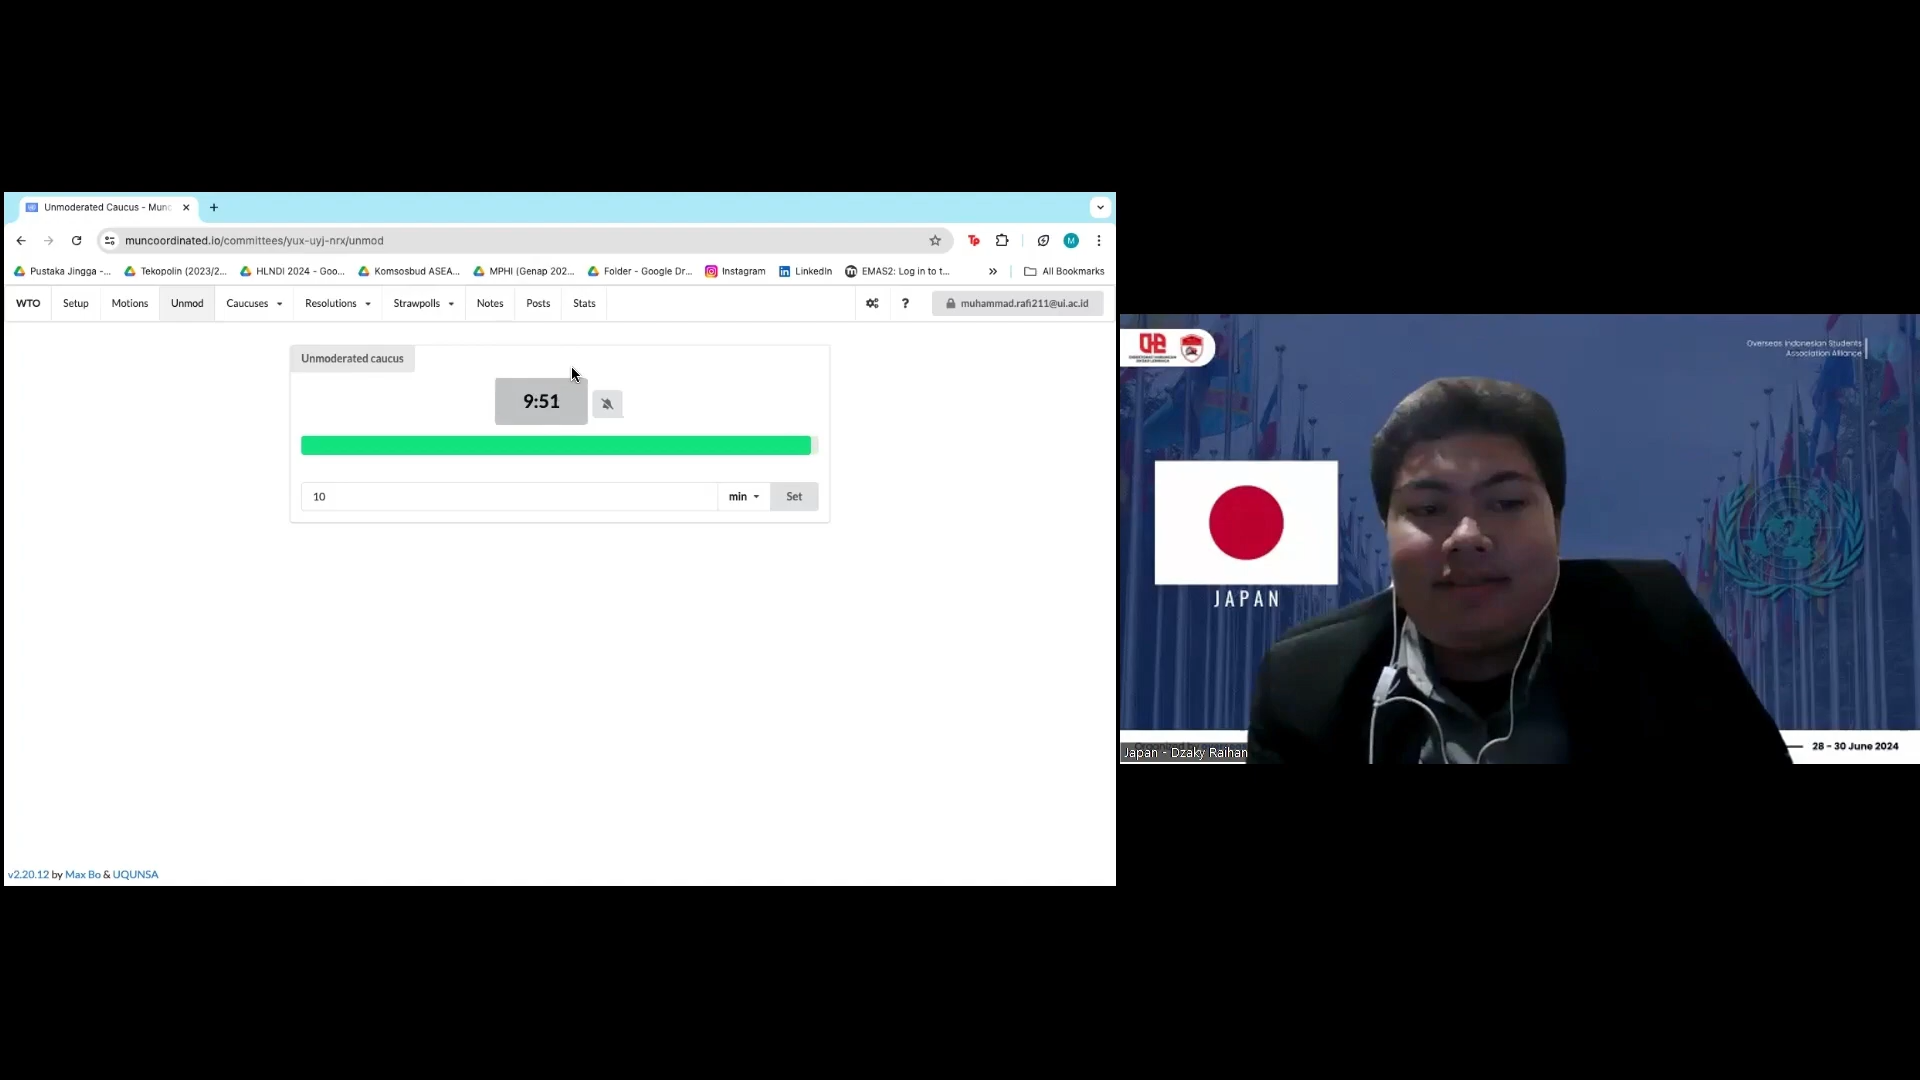 Unmoderated Caucus - Munc
muncoordinated.io/committees/yux-uyj-nrx/unmod
Pustaka Jingga -... Tekopolin (2023/2... HLNDI 2024 - Goo... Komsosbud ASEA... MPHI (Genap 202... Folder - Google Dr... Instagram LinkedIn EMAS2: Log in to t... » All Bookmarks
WTO Setup Motions Unmod Caucuses Resolutions Strawpolls Notes Posts Stats ? muhammad.rafi211@ui.ac.id
Unmoderated caucus
9:51
10 min Set
v2.20.12 by Max Bo & UQUNSA
Overseas Indonesian Students
Association Alliance
JAPAN
Japan - Dzaky Raihan
28 - 30 June 2024